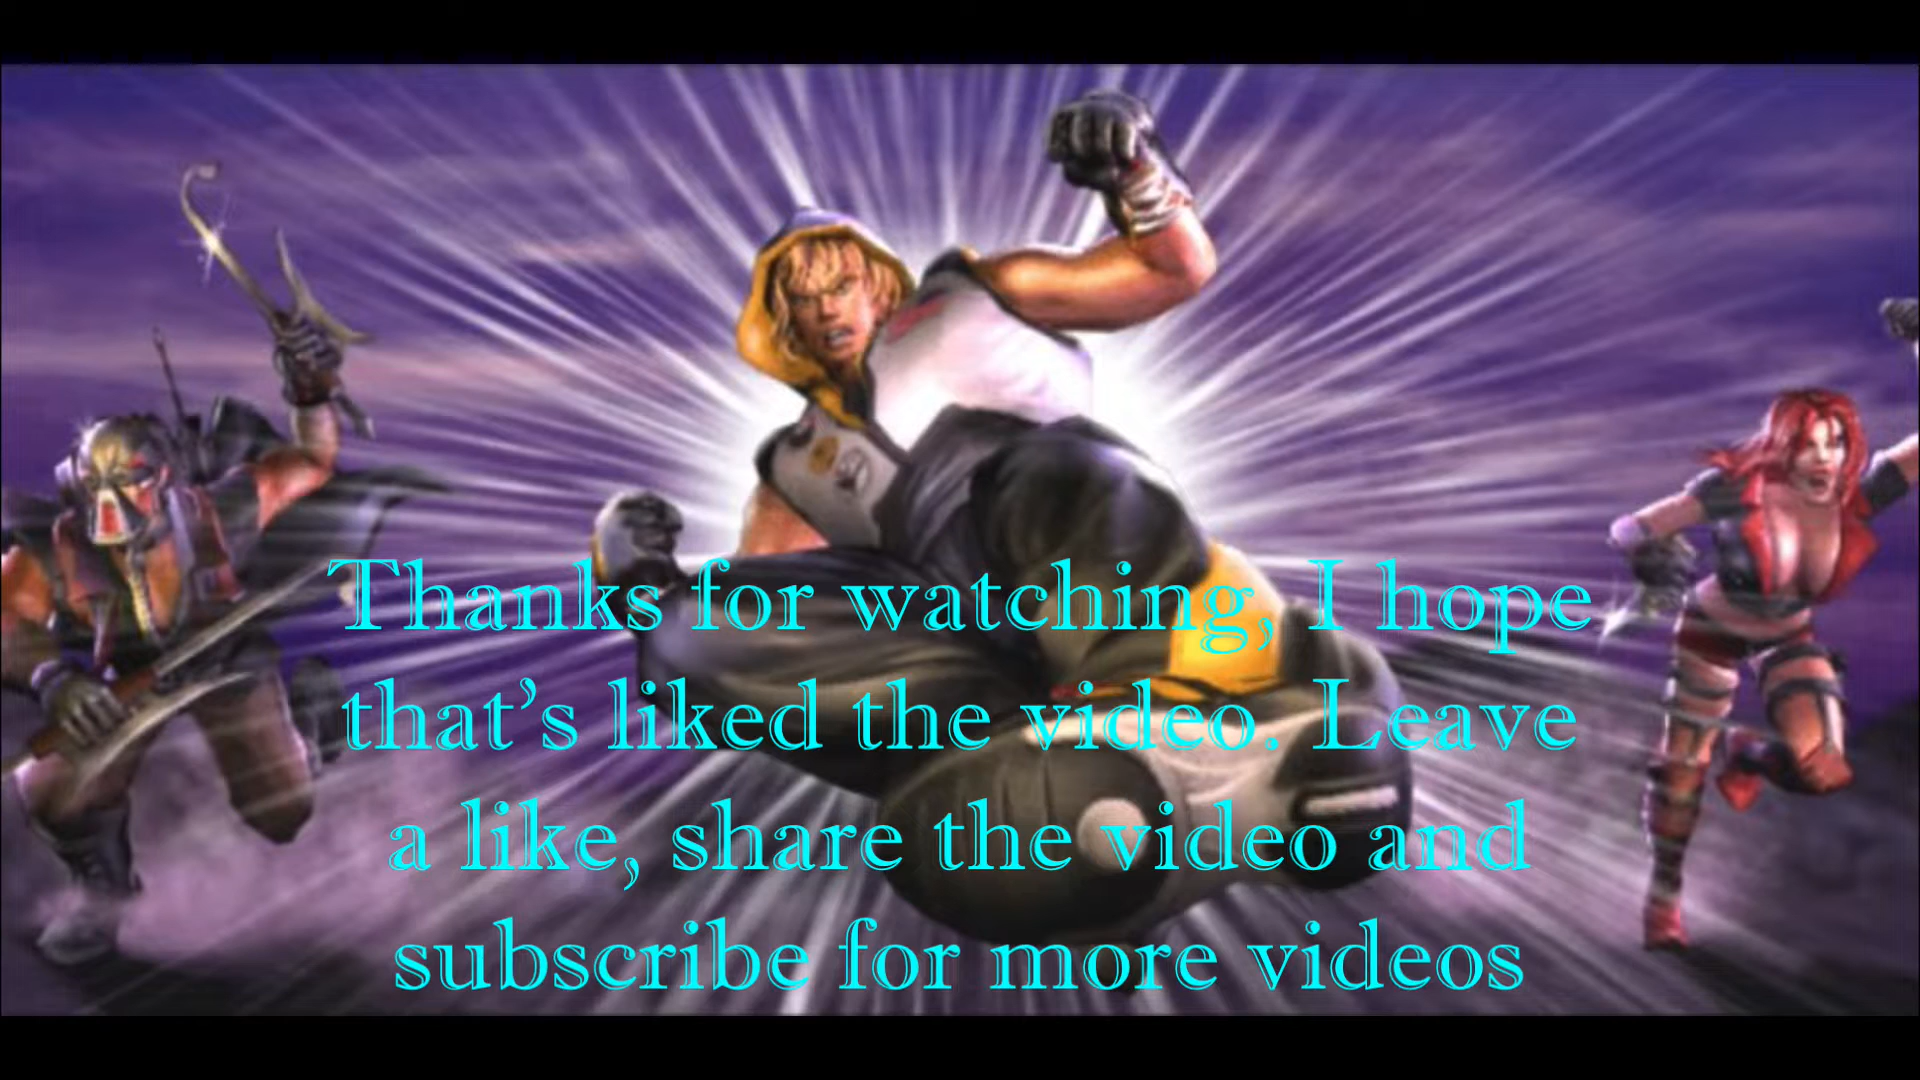 Thanks for watching, I hope
that’s liked the video. Leave
a like, share the video and
subscribe for more videos